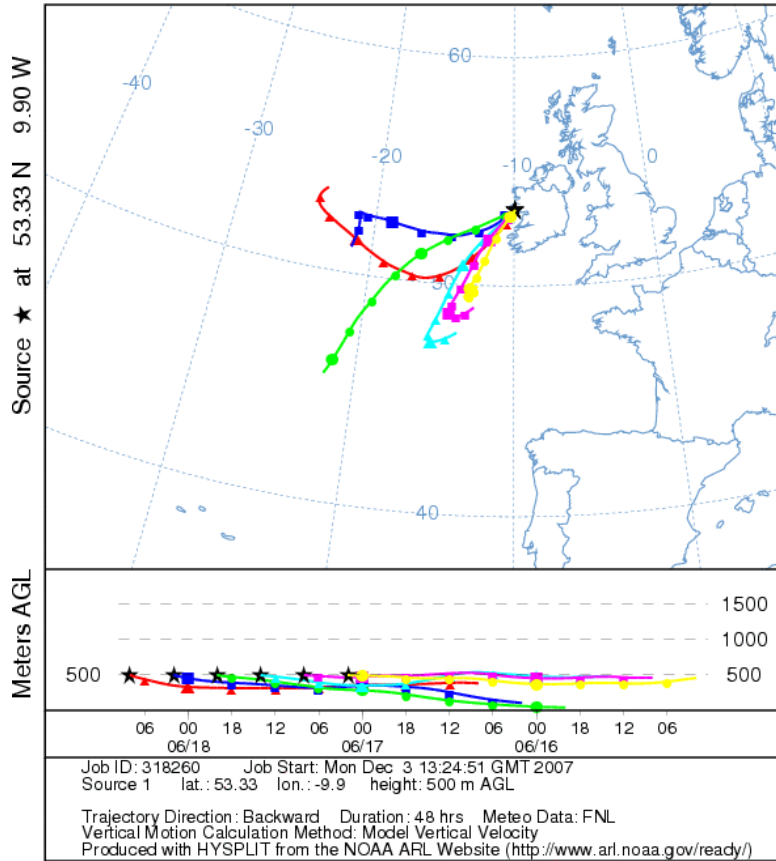 Source ★ at 53.33 N 9.90 W
60
-40
-30
-20
-10
0
50
40
Meters AGL
1500
1000
500 500
06 00 18 12 06 00 18 12 06 00 18 12 06
06/18 06/17 06/16
Job ID: 318260 Job Start: Mon Dec 3 13:24:51 GMT 2007
Source 1 lat.: 53.33 lon.: -9.9 height: 500 m AGL
Trajectory Direction: Backward Duration: 48 hrs Meteo Data: FNL
Vertical Motion Calculation Method: Model Vertical Velocity
Produced with HYSPLIT from the NOAA ARL Website (http://www.arl.noaa.gov/ready/)